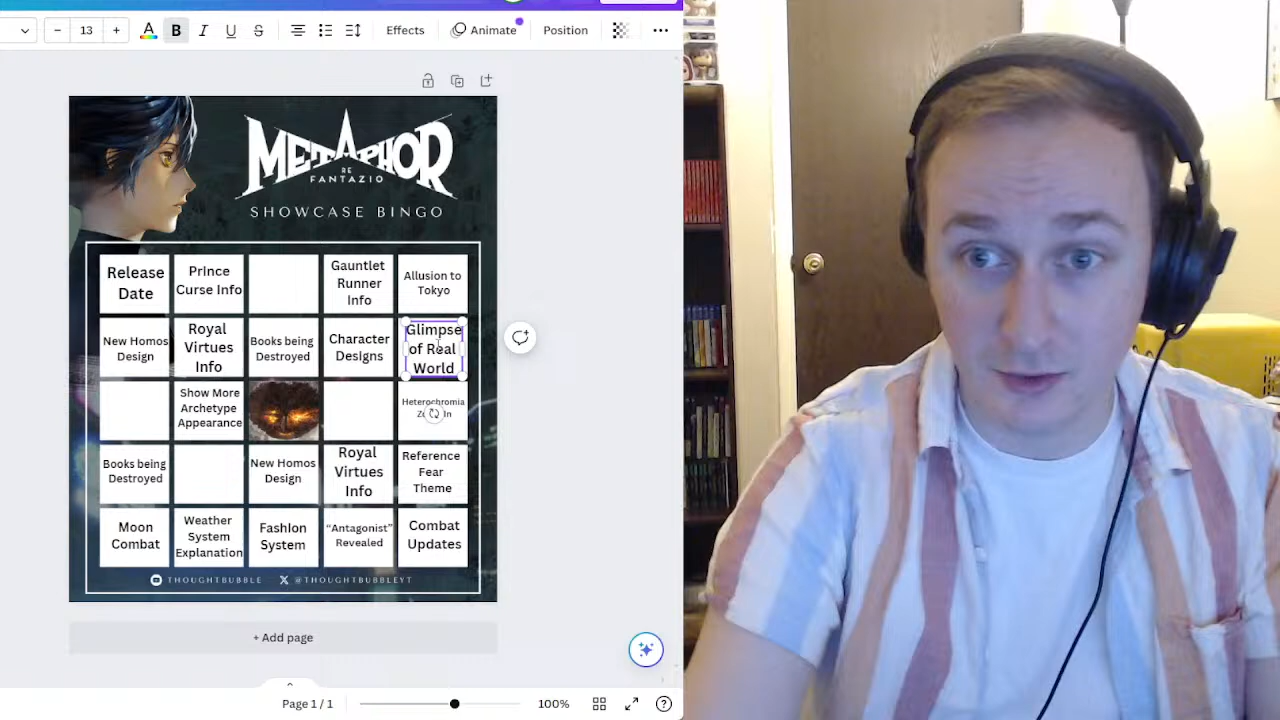 13
Effects
Animate
Position
METAPHOR
RE
FANTAZIO
SHOWCASE BINGO
Release
Date
Prince
Curse Info
Gauntlet
Runner
Info
Allusion to
Tokyo
New Homos
Design
Royal
Virtues
Info
Books being
Destroyed
Character
Designs
Glimpse
of Real
World
Show More
Archetype
Appearance
Heterochromia
Books being
Destroyed
New Homos
Design
Royal
Virtues
Info
Reference
Fear
Theme
Moon
Combat
Weather
System
Explanation
Fashion
System
“Antagonist”
Revealed
Combat
Updates
THOUGHTBUBBLE
@THOUGHTBUBBLEYT
+ Add page
Page 1 / 1
100%